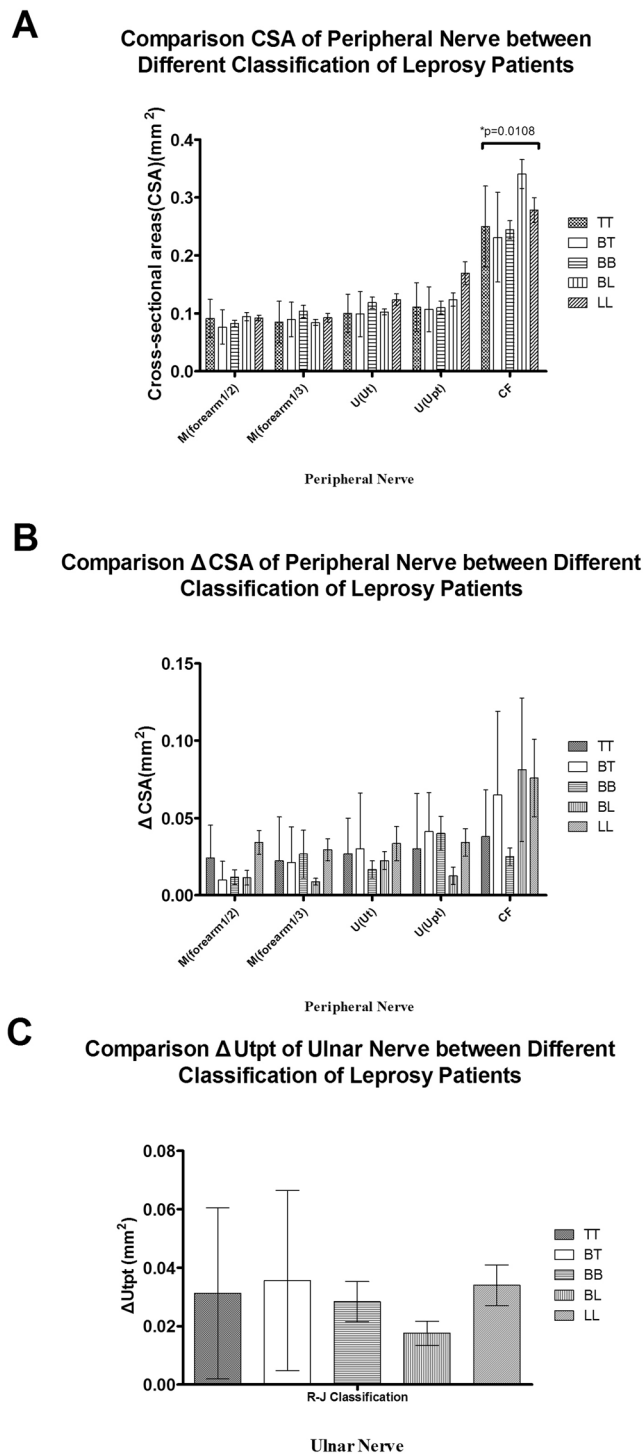 A
Comparison CSA of Peripheral Nerve between
Different Classification of Leprosy Patients
*p=0.0108
Cross-sectional areas(CSA)(mm²)
0.4
0.3
0.2
0.1
0.0
TT
BT
BB
BL
LL
M(forearm1/2)
M(forearm1/3)
U(Ut)
U(Upt)
CF
Peripheral Nerve
B
Comparison Δ CSA of Peripheral Nerve between Different
Classification of Leprosy Patients
Δ CSA(mm²)
0.15
0.10
0.05
0.00
TT
BT
BB
BL
LL
M(forearm1/2)
M(forearm1/3)
U(Ut)
U(Upt)
CF
Peripheral Nerve
C
Comparison Δ Utpt of Ulnar Nerve between Different
Classification of Leprosy Patients
ΔUtpt (mm²)
0.08
0.06
0.04
0.02
0.00
TT
BT
BB
BL
LL
R-J Classification
Ulnar Nerve